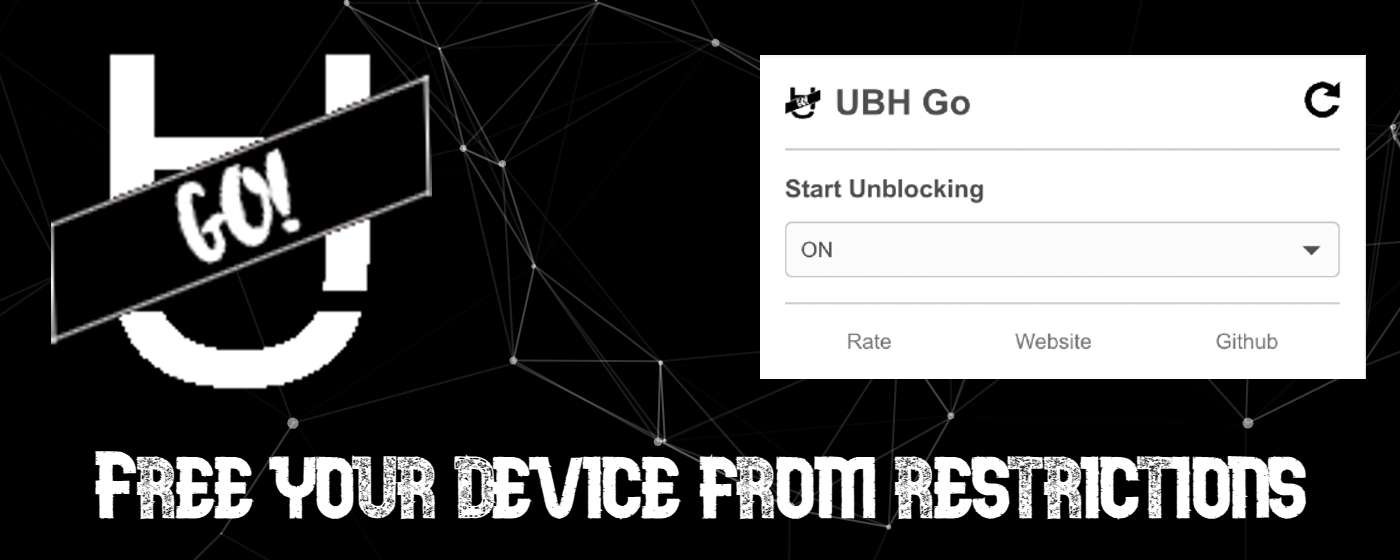 GO!
UBH Go
Start Unblocking
ON
Rate Website Github
FREE YOUR DEVICE FROM RESTRICTIONS